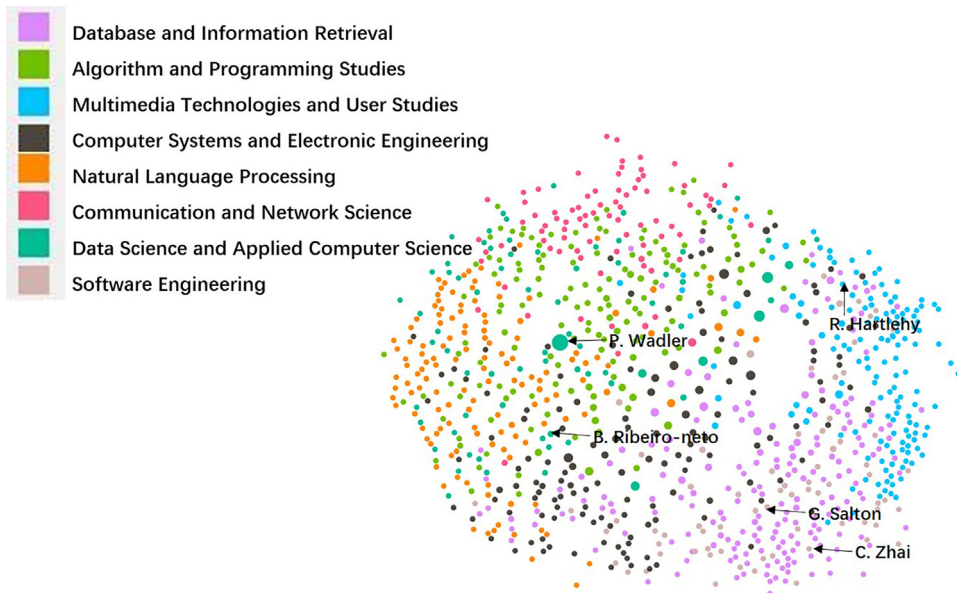 Database and Information Retrieval
Algorithm and Programming Studies
Multimedia Technologies and User Studies
Computer Systems and Electronic Engineering
Natural Language Processing
Communication and Network Science
Data Science and Applied Computer Science
Software Engineering
R. Hartlehy
P. Wadler
B. Ribeiro-neto
G. Salton
C. Zhai